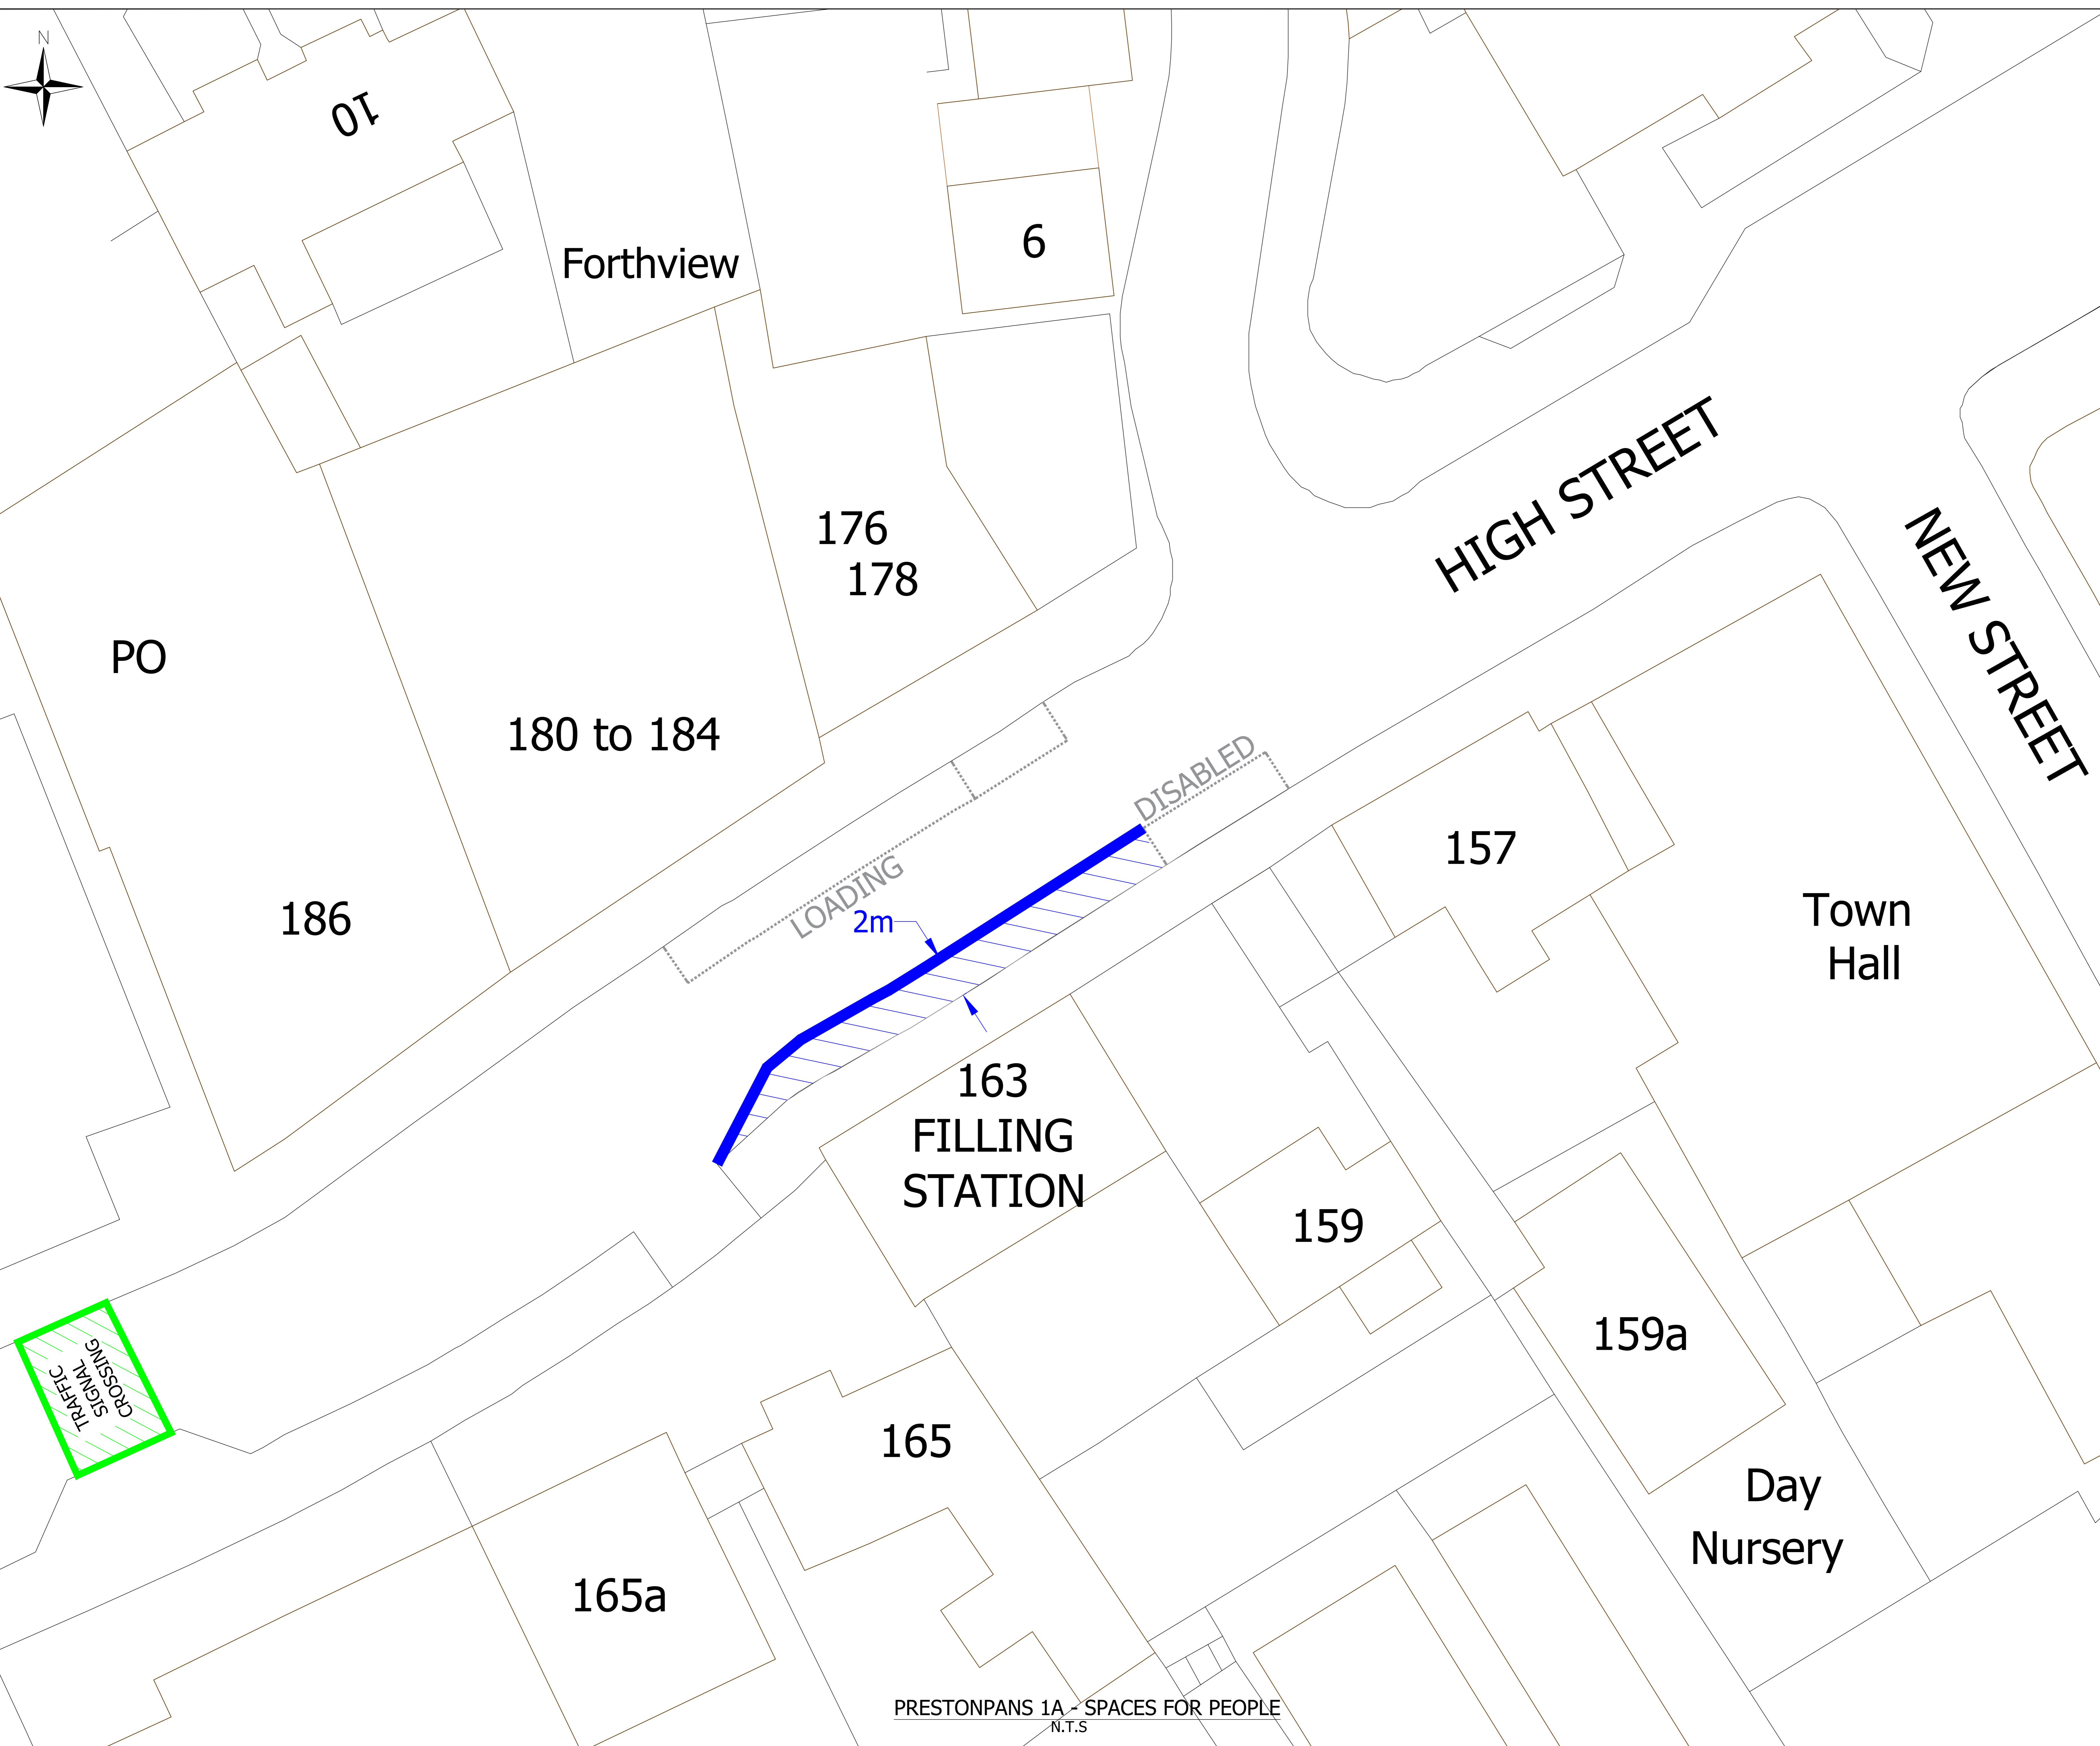 N
10
Forthview
6
HIGH STREET
NEW STREET
176
178
PO
180 to 184
DISABLED
157
186
LOADING
2m
Town
Hall
163
FILLING
STATION
159
159a
TRAFFIC
SIGNAL
CROSSING
165
Day
Nursery
165a
PRESTONPANS 1A - SPACES FOR PEOPLE
N.T.S